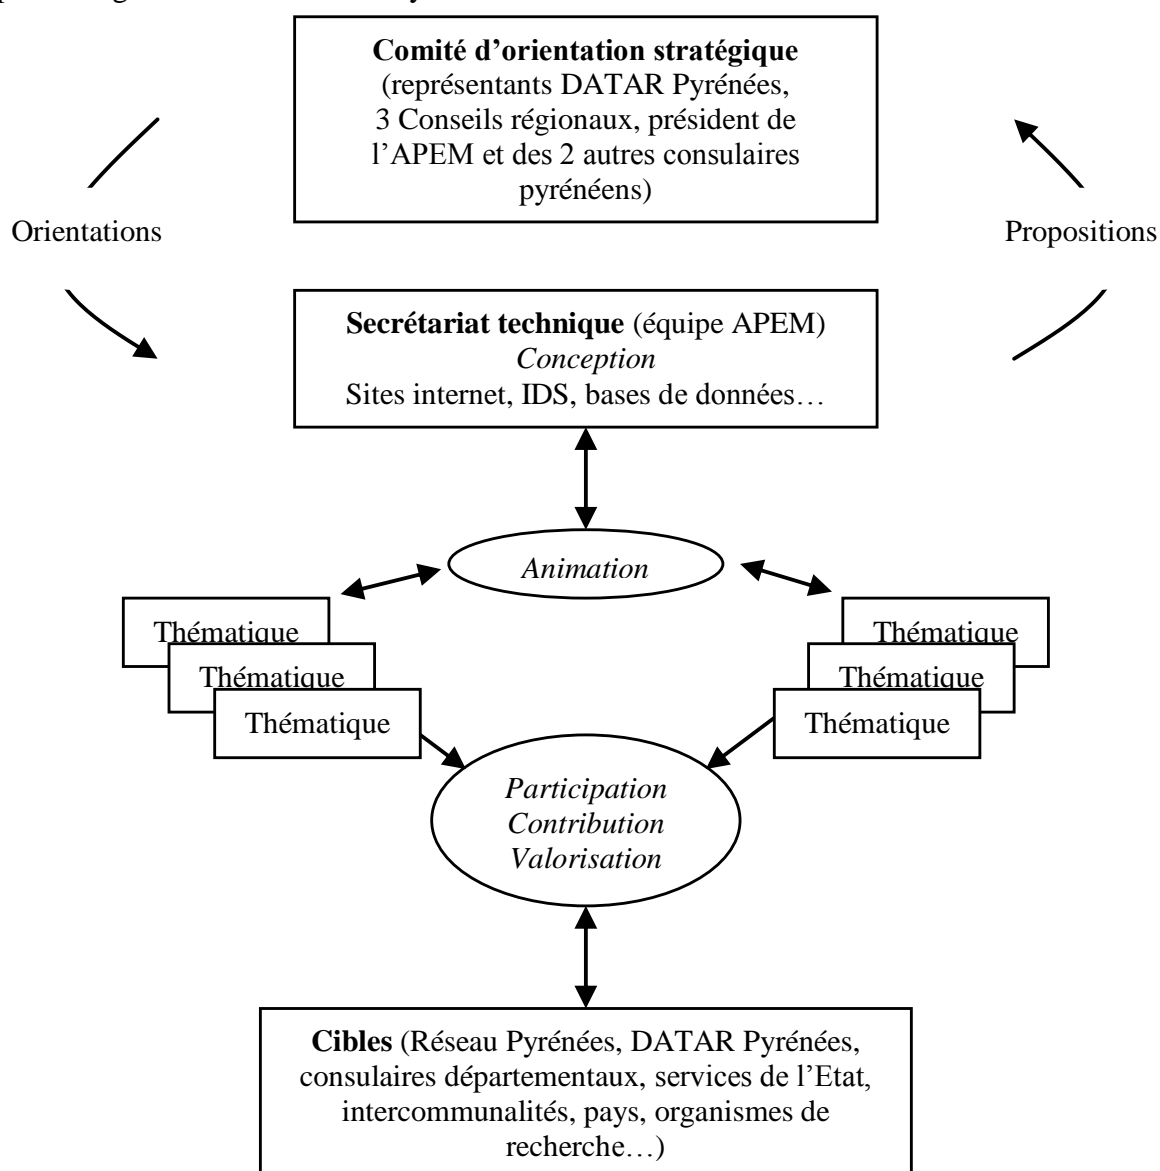 Comité d’orientation stratégique
(représentants DATAR Pyrénées,
3 Conseils régionaux, président de
l’APEM et des 2 autres consulaires
pyrénéens)
Orientations
Propositions
Secrétariat technique (équipe APEM)
Conception
Sites internet, IDS, bases de données…
Animation
Thématique
Thématique
Thématique
Thématique
Thématique
Thématique
Participation
Contribution
Valorisation
Cibles (Réseau Pyrénées, DATAR Pyrénées,
consulaires départementaux, services de l’Etat,
intercommunalités, pays, organismes de
recherche…)